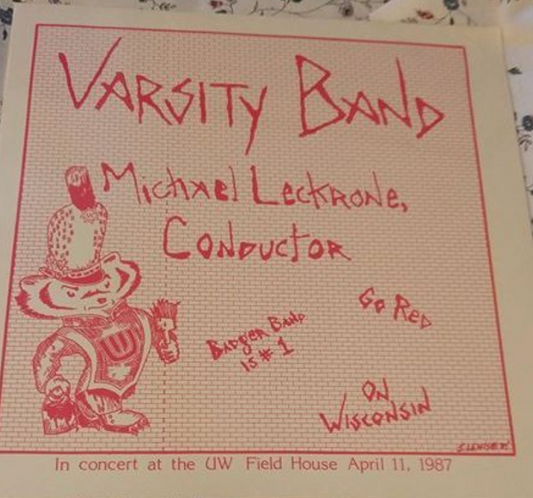 VARSITY BAND
Michael Leckrone,
Conductor
Go Red
Badger Band
is # 1
W
On
Wisconsin
In concert at the UW Field House April 11, 1987